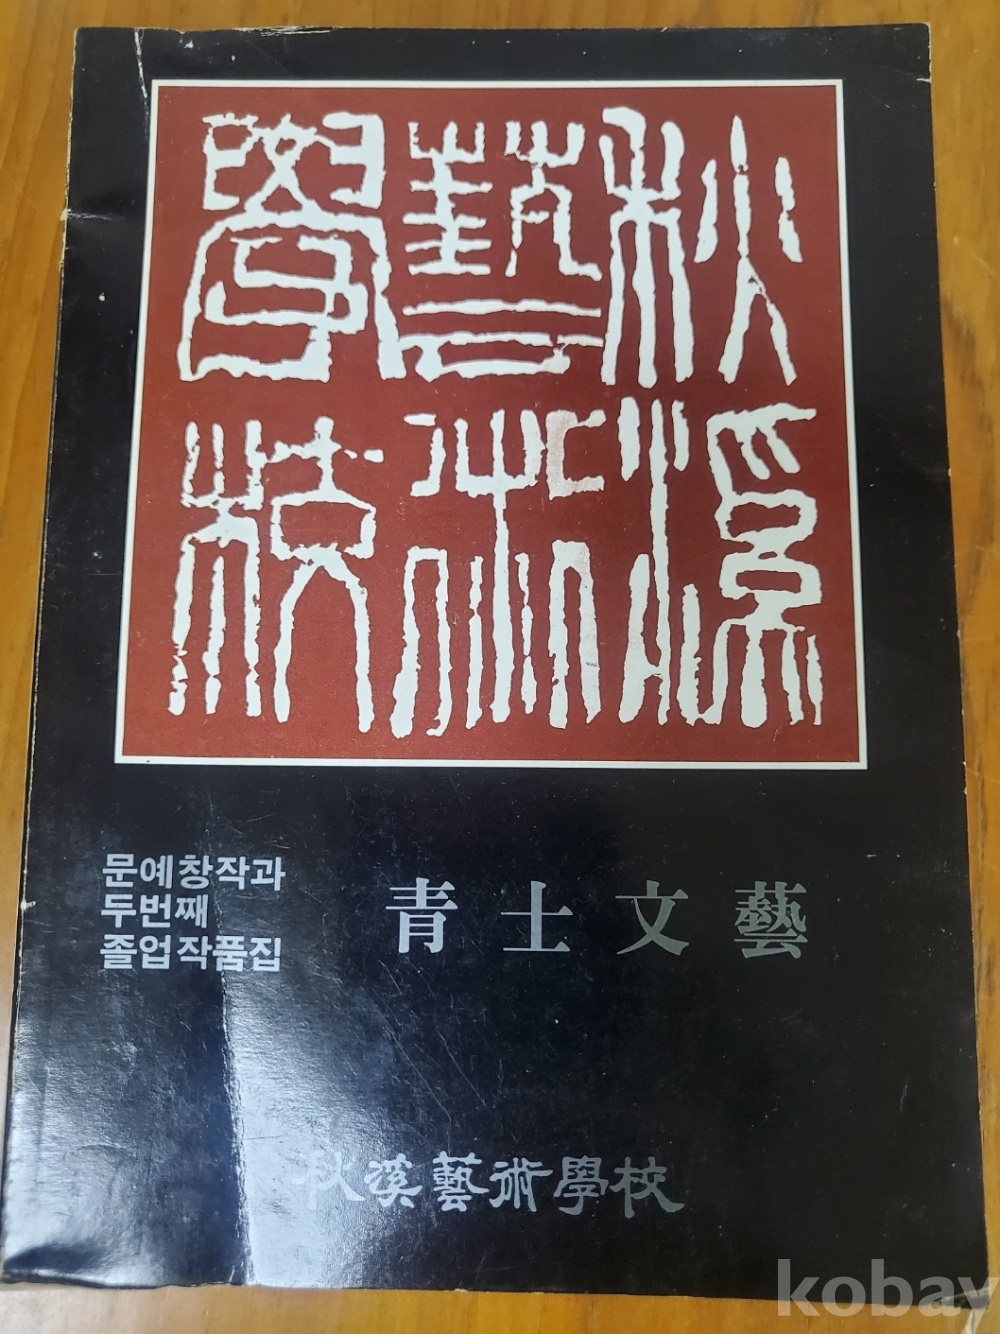 秋溪
藝術
學校
문예창작과
두번째
졸업작품집
青士文藝
秋溪藝術學校
kobay